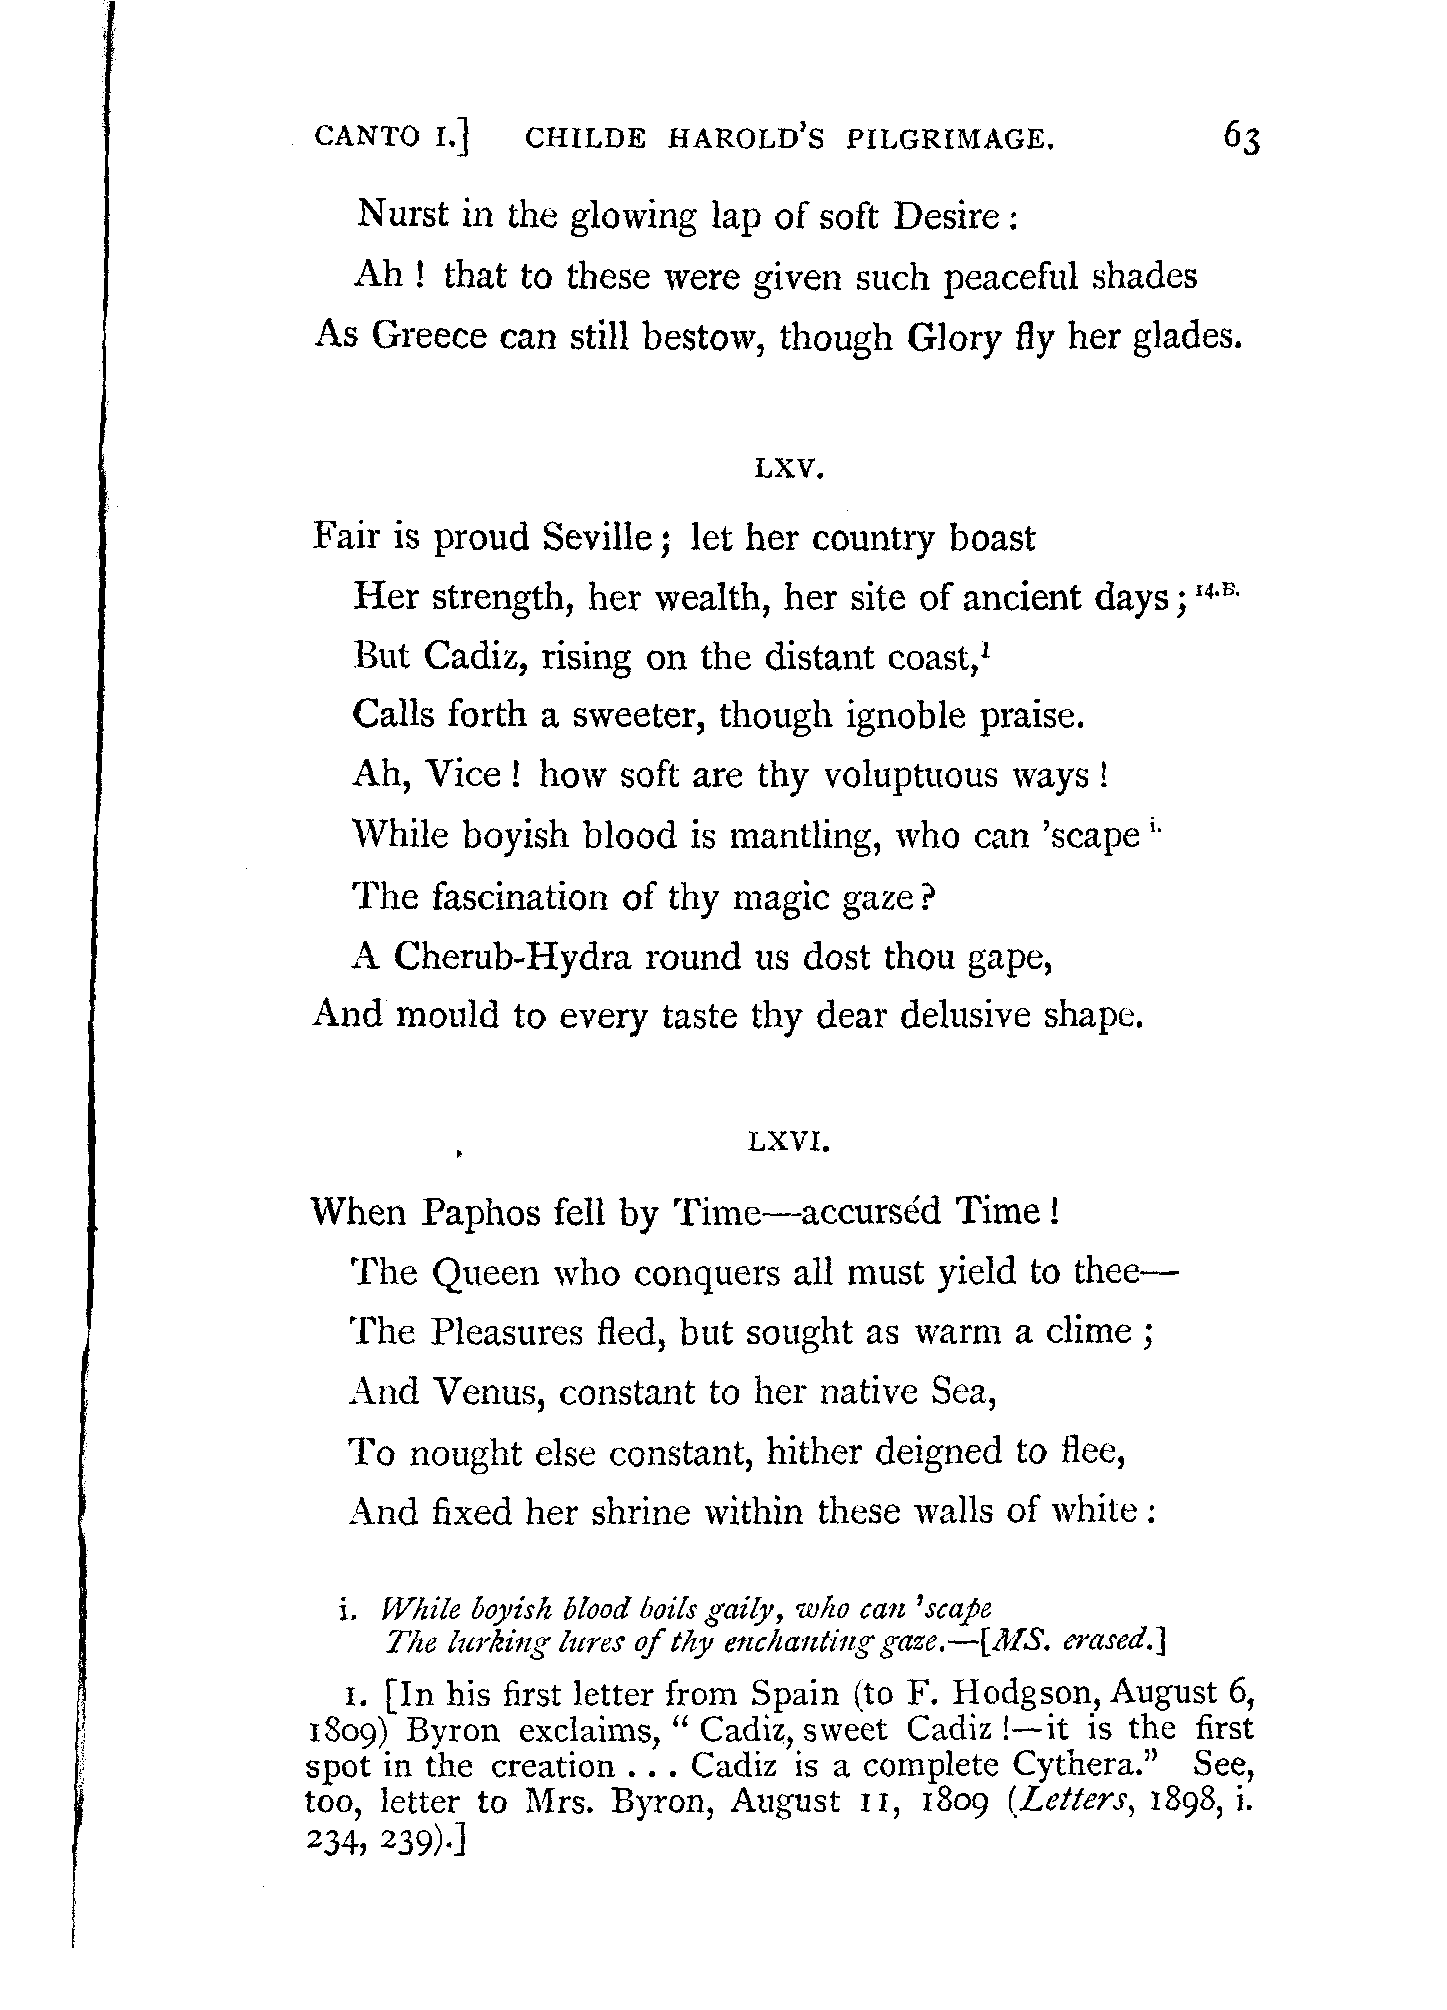 CANTO I.] CHILDE HAROLD'S PILGRIMAGE. 63
Nurst in the glowing lap of soft Desire :
Ah ! that to these were given such peaceful shades
As Greece can still bestow, though Glory fly her glades.
LXV.
Fair is proud Seville ; let her country boast
Her strength, her wealth, her site of ancient days ; 14.B.
But Cadiz, rising on the distant coast,1
Calls forth a sweeter, though ignoble praise.
Ah, Vice ! how soft are thy voluptuous ways !
While boyish blood is mantling, who can 'scape i.
The fascination of thy magic gaze ?
A Cherub-Hydra round us dost thou gape,
And mould to every taste thy dear delusive shape.
LXVI.
When Paphos fell by Time—accurséd Time !
The Queen who conquers all must yield to thee—
The Pleasures fled, but sought as warm a clime ;
And Venus, constant to her native Sea,
To nought else constant, hither deigned to flee,
And fixed her shrine within these walls of white :
i. While boyish blood boils gaily, who can 'scape
The lurking lures of thy enchanting gaze.—[MS. erased.]
1. [In his first letter from Spain (to F. Hodgson, August 6,
1809) Byron exclaims, " Cadiz, sweet Cadiz !—it is the first
spot in the creation . . . Cadiz is a complete Cythera." See,
too, letter to Mrs. Byron, August 11, 1809 (Letters, 1898, i.
234, 239).]